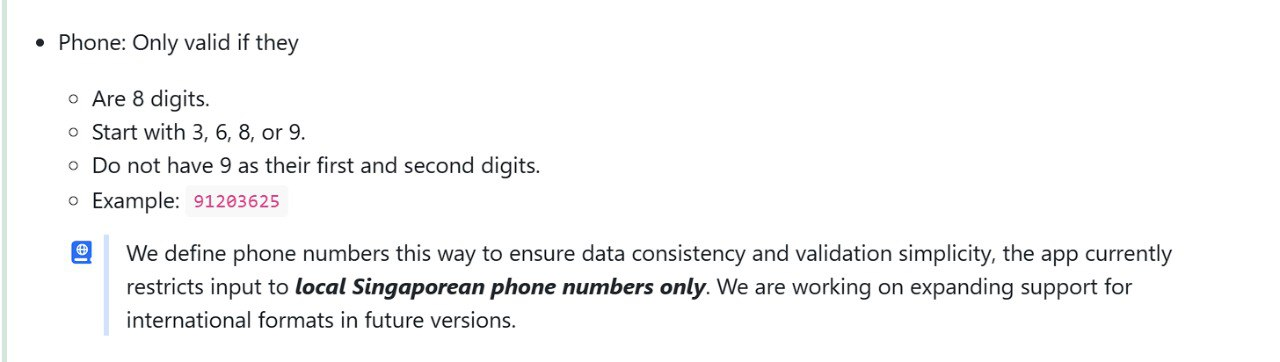 Phone: Only valid if they
Are 8 digits.
Start with 3, 6, 8, or 9.
Do not have 9 as their first and second digits.
Example: 91203625
We define phone numbers this way to ensure data consistency and validation simplicity, the app currently
restricts input to local Singaporean phone numbers only. We are working on expanding support for
international formats in future versions.